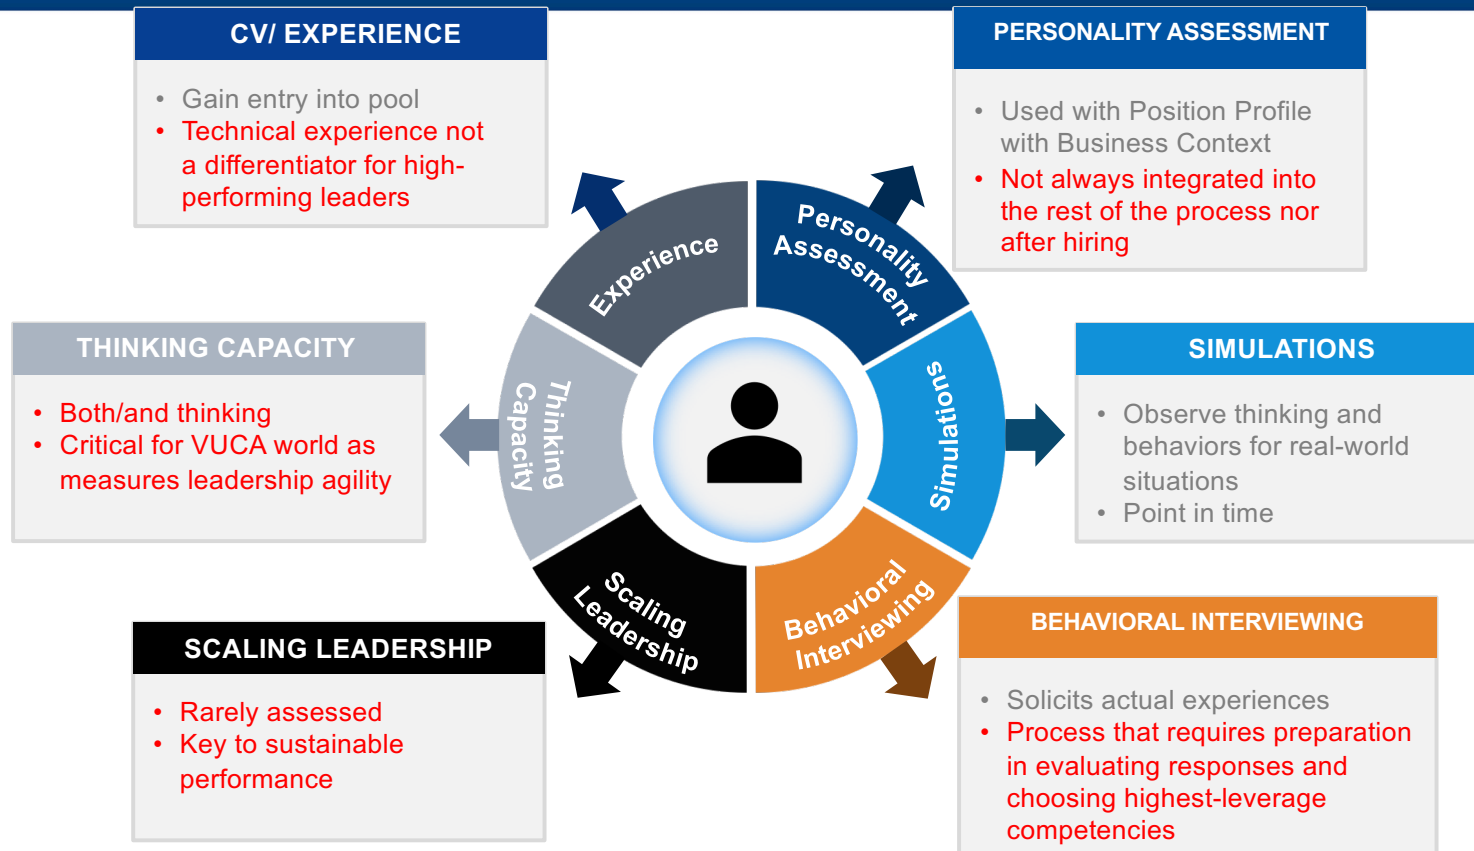 CV/ EXPERIENCE
• Gain entry into pool
• Technical experience not
a differentiator for high-
performing leaders
PERSONALITY ASSESSMENT
• Used with Position Profile
with Business Context
• Not always integrated into
the rest of the process nor
after hiring
THINKING CAPACITY
• Both/and thinking
• Critical for VUCA world as
measures leadership agility
SIMULATIONS
• Observe thinking and
behaviors for real-world
situations
• Point in time
SCALING LEADERSHIP
• Rarely assessed
• Key to sustainable
performance
BEHAVIORAL INTERVIEWING
• Solicits actual experiences
• Process that requires preparation
in evaluating responses and
choosing highest-leverage
competencies
Experience
Personality
Assessment
Simulations
Behavioral
Interviewing
Scaling
Leadership
Thinking
Capacity